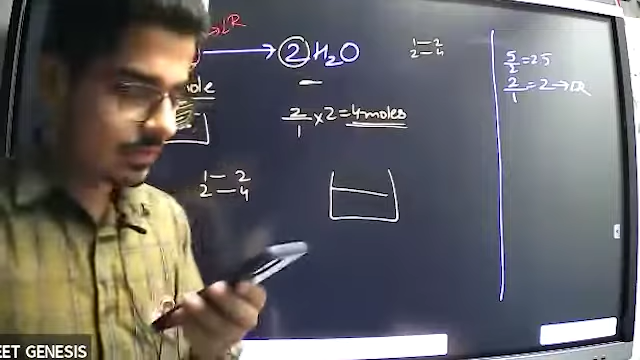 LR
→ 2 H₂O
1 — 2
2 — 4
5/2 = 2.5
2/1 = 2 → LR
2/1 × 2 = 4 moles
1 — 2
2 — 4
EET GENESIS